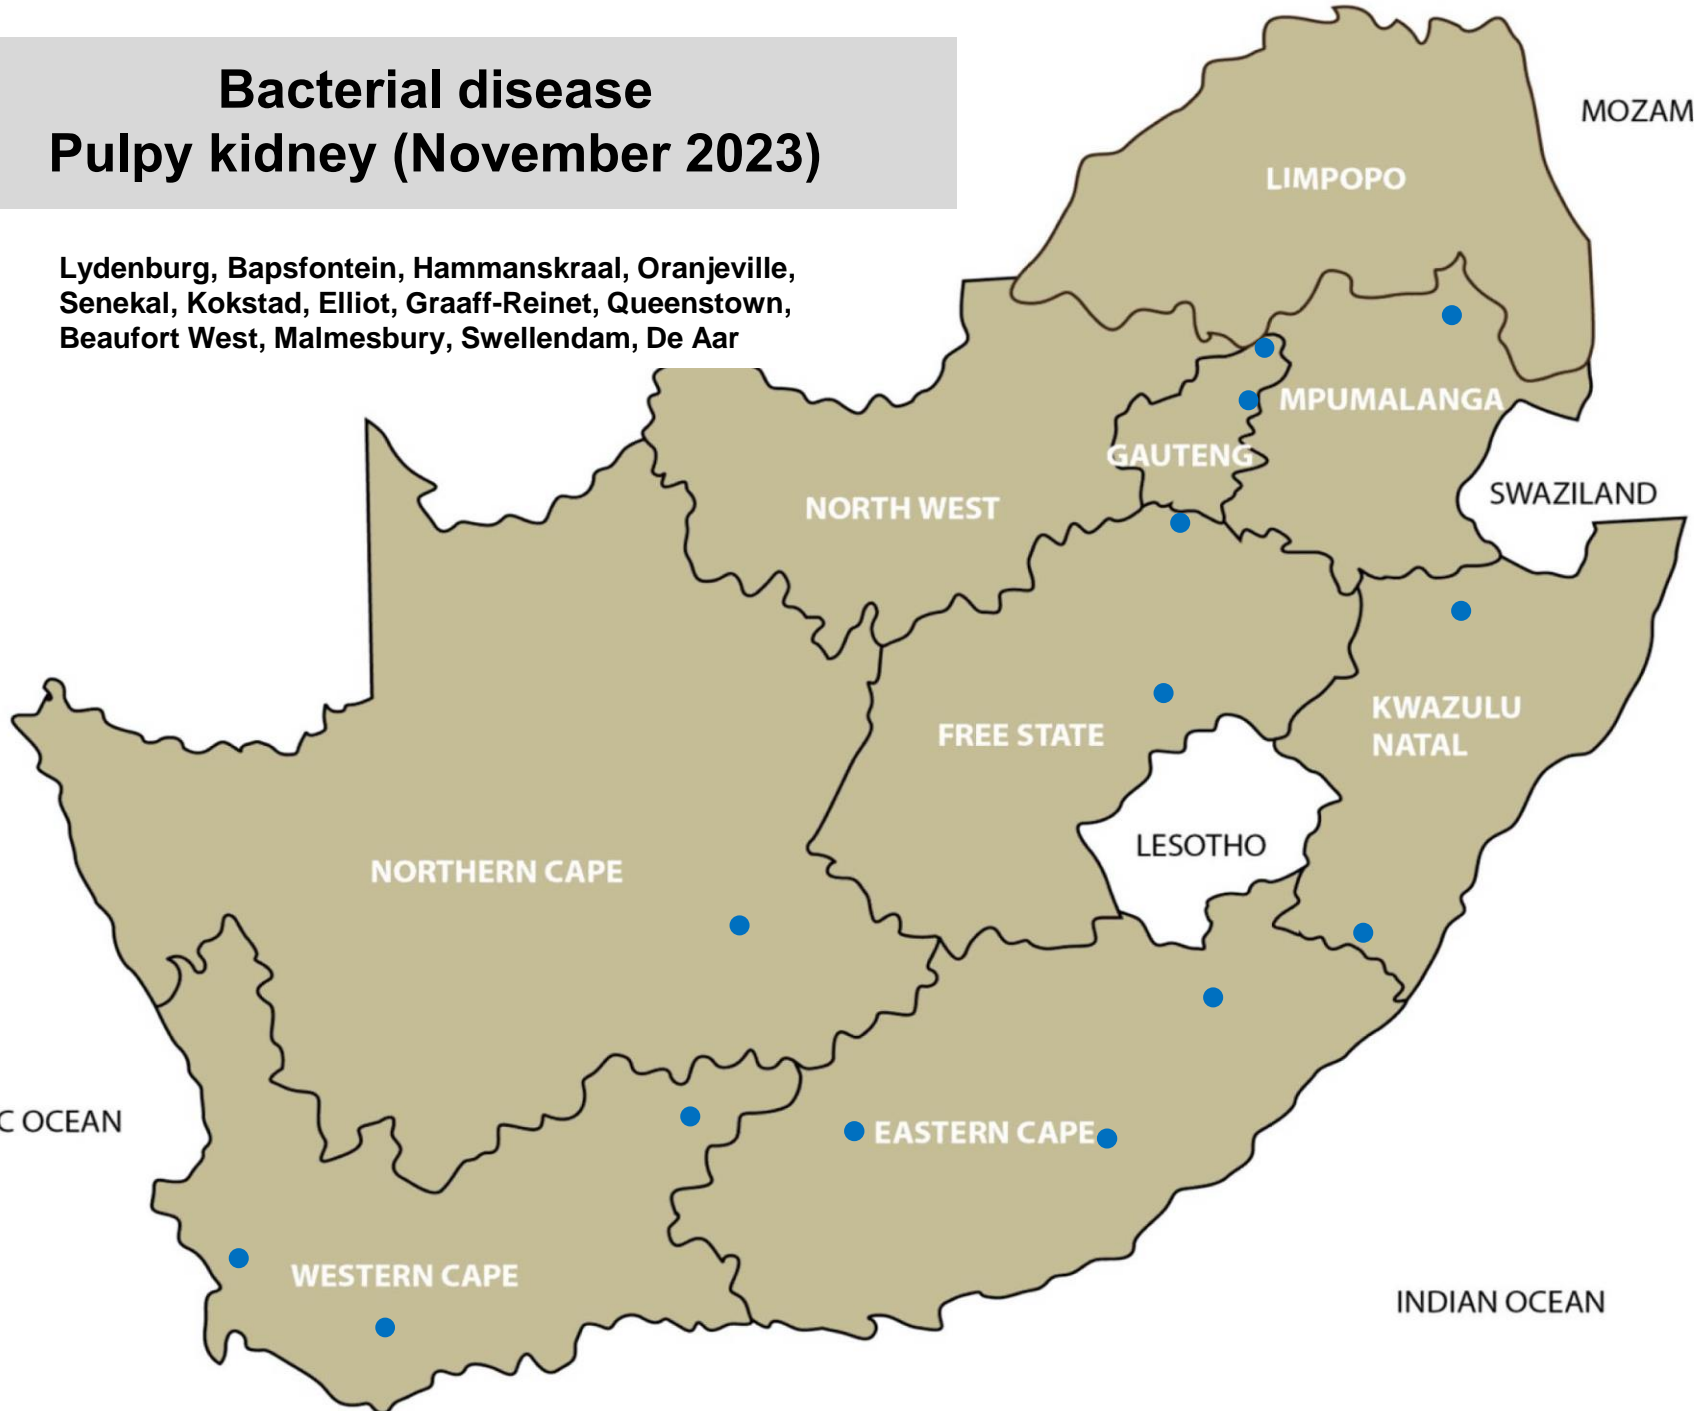 Bacterial disease
Pulpy kidney (November 2023)
Lydenburg, Bapsfontein, Hammanskraal, Oranjeville,
Senekal, Kokstad, Elliot, Graaff-Reinet, Queenstown,
Beaufort West, Malmesbury, Swellendam, De Aar
MOZAM
LIMPOPO
MPUMALANGA
GAUTENG
SWAZILAND
NORTH WEST
KWAZULU
NATAL
FREE STATE
LESOTHO
NORTHERN CAPE
C OCEAN
EASTERN CAPE
WESTERN CAPE
INDIAN OCEAN